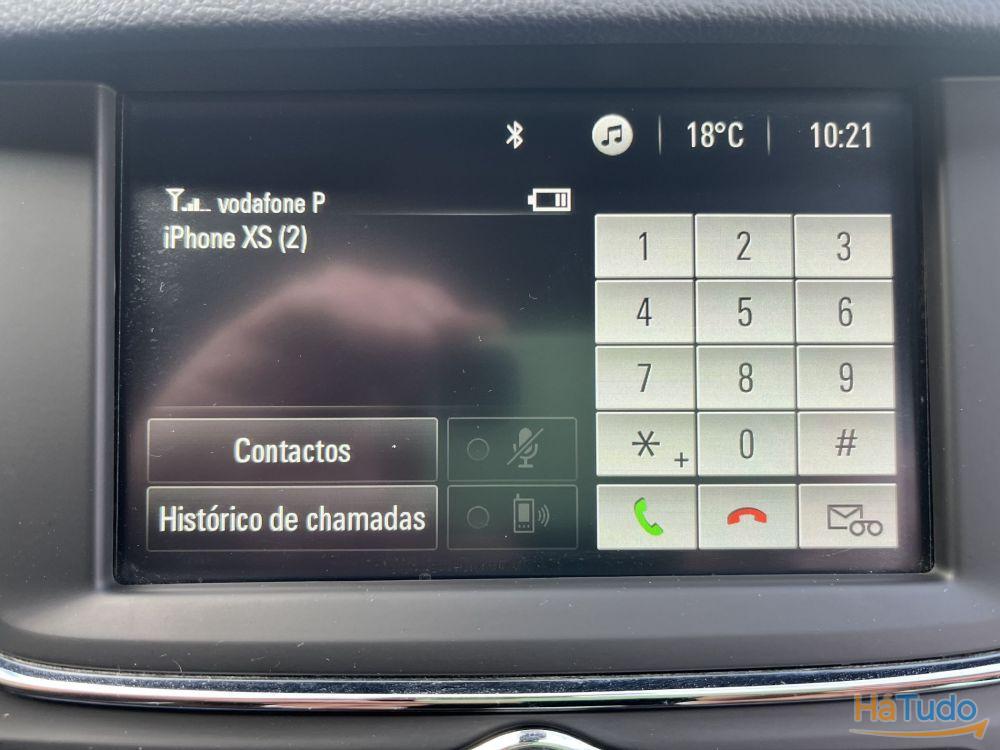 18°C 10:21
vodafone P
iPhone XS (2)
1 2 3
4 5 6
7 8 9
* + 0 #
Contactos
Histórico de chamadas
HáTudo